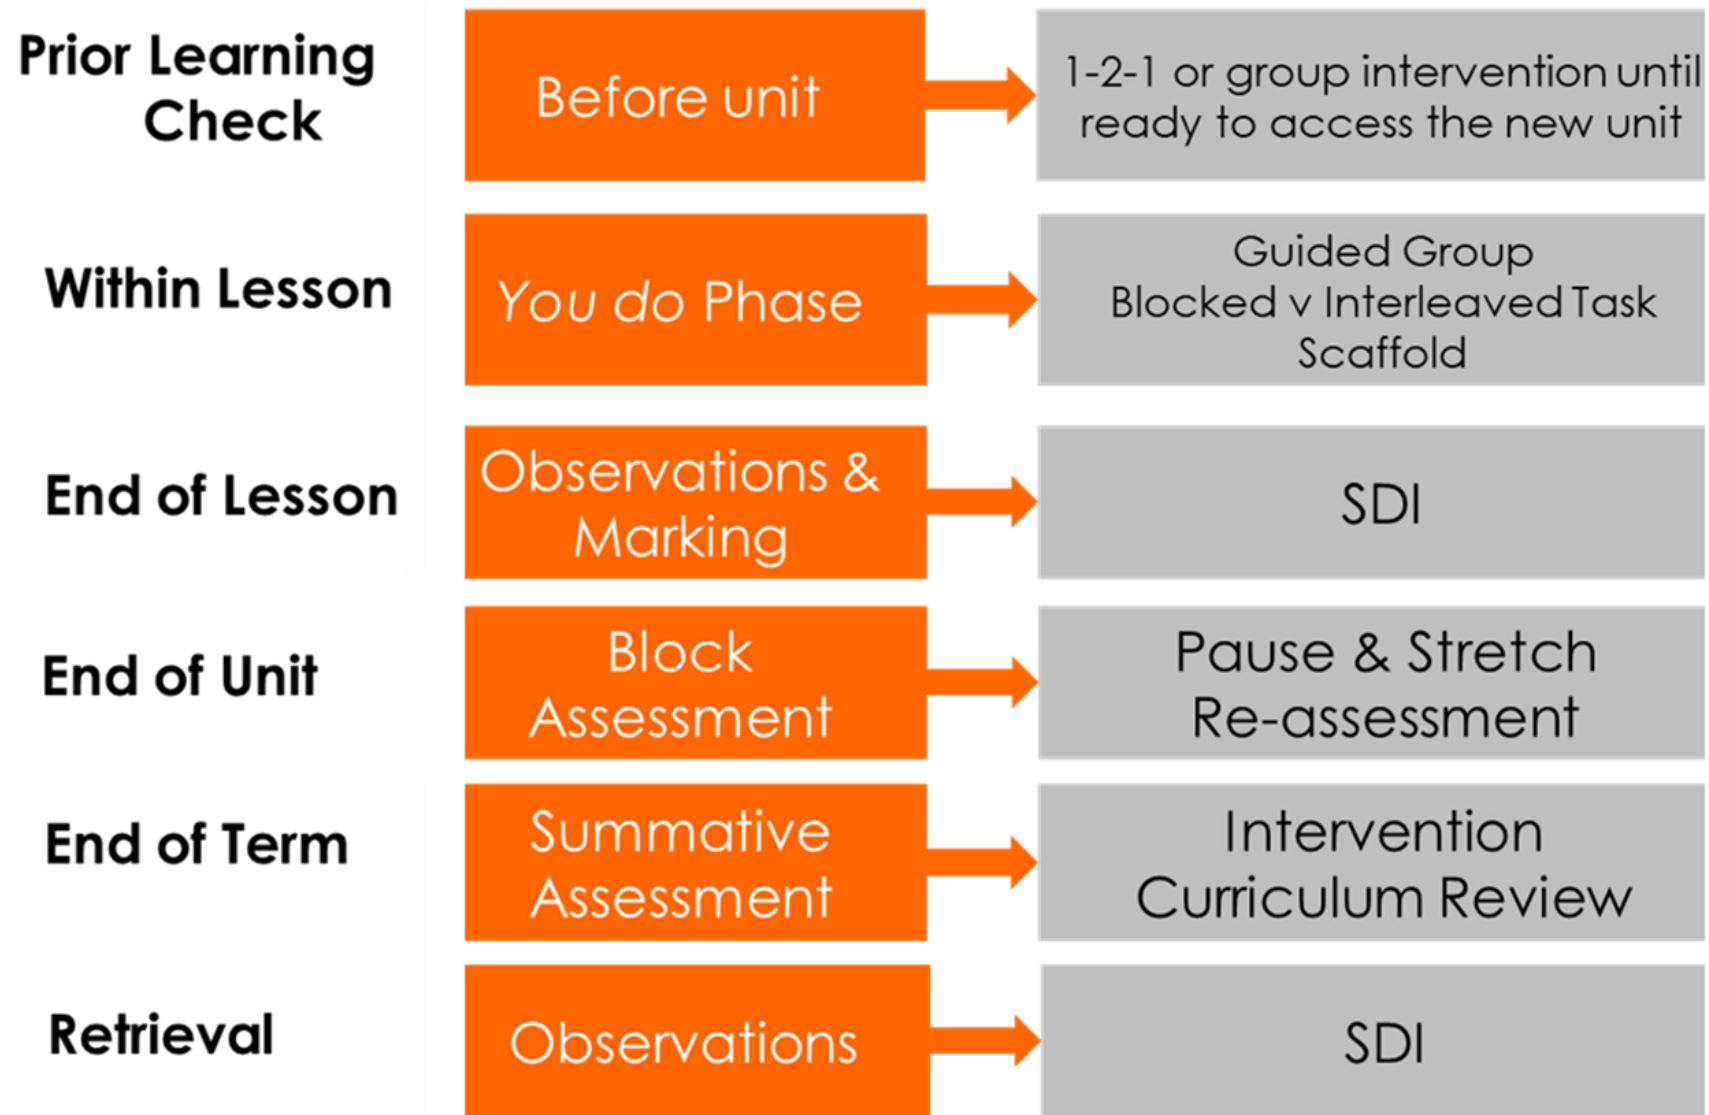 Prior Learning
Check
Before unit
1-2-1 or group intervention until
ready to access the new unit
Within Lesson
You do Phase
Guided Group
Blocked v Interleaved Task
Scaffold
End of Lesson
Observations &
Marking
SDI
End of Unit
Block
Assessment
Pause & Stretch
Re-assessment
End of Term
Summative
Assessment
Intervention
Curriculum Review
Retrieval
Observations
SDI